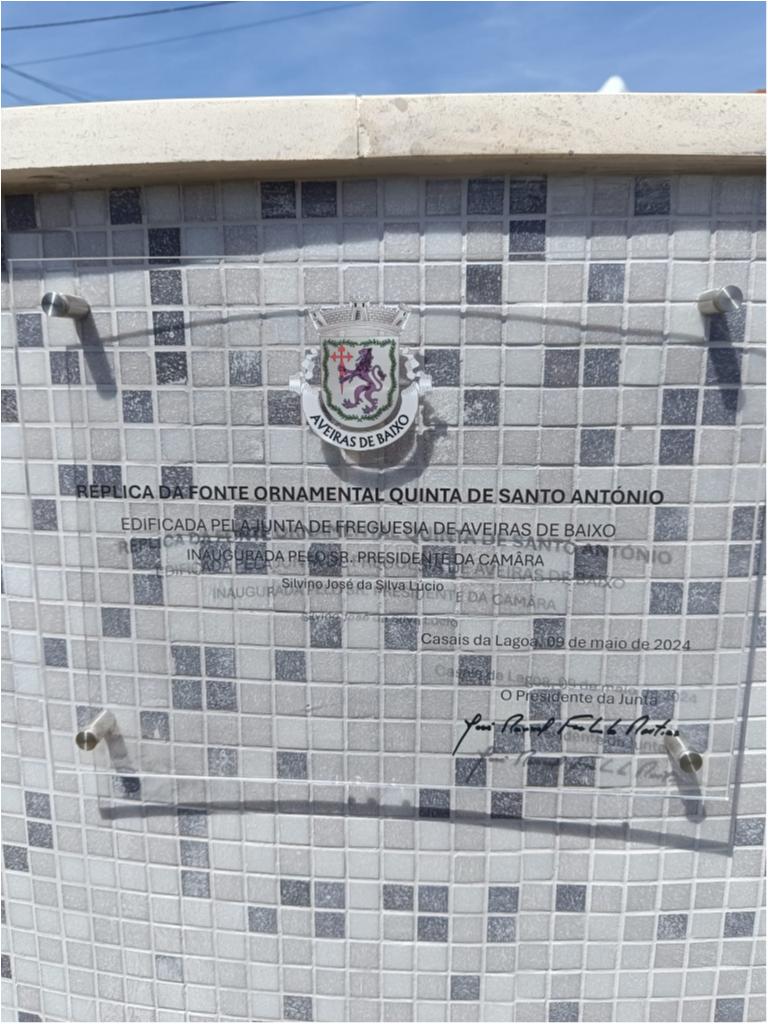 AVEIRAS DE BAIXO
RÉPLICA DA FONTE ORNAMENTAL QUINTA DE SANTO ANTÓNIO
EDIFICADA PELA JUNTA DE FREGUESIA DE AVEIRAS DE BAIXO
INAUGURADA PELO SR. PRESIDENTE DA CAMÂRA
Silvino José da Silva Lúcio
Casais da Lagoa, 09 de maio de 2024
O Presidente da Junta